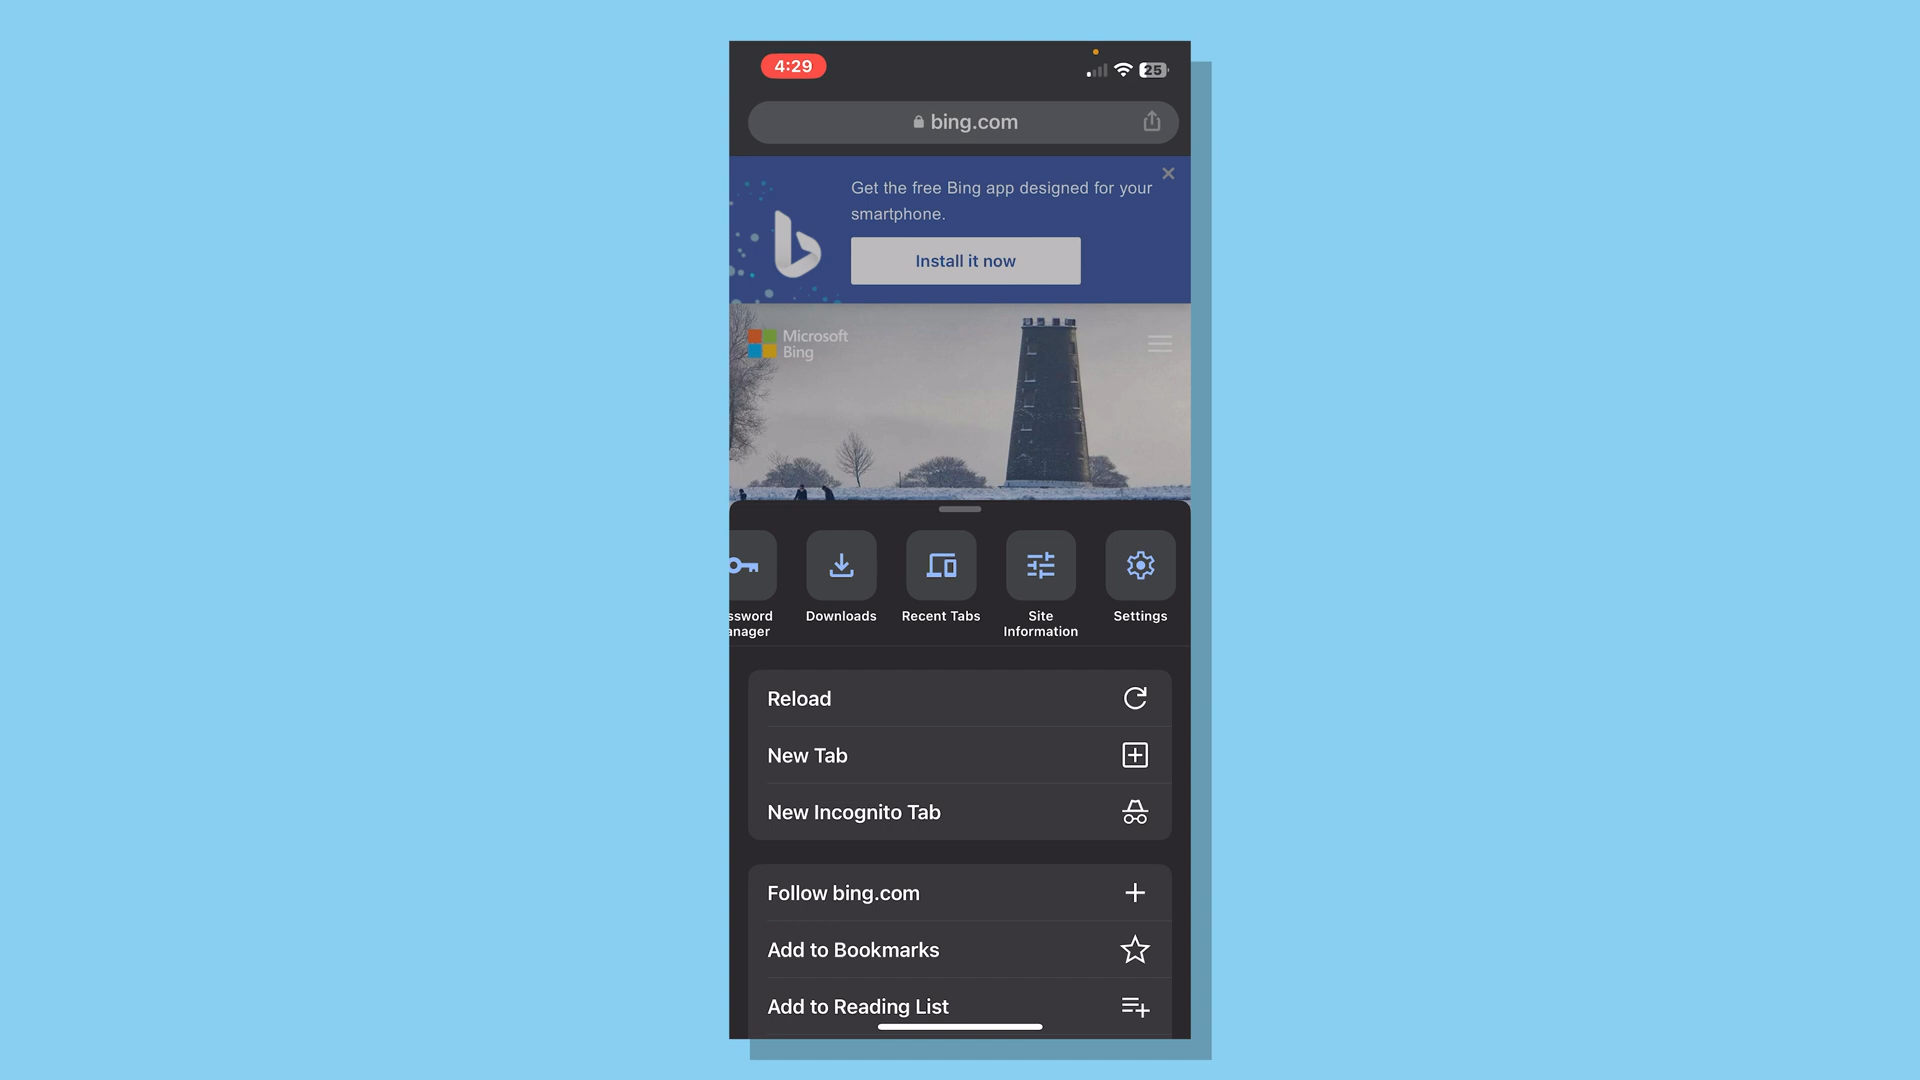 4:29
25
bing.com
Get the free Bing app designed for your
smartphone.
Install it now
Microsoft
Bing
ssword
anager
Downloads
Recent Tabs
Site
Information
Settings
Reload
New Tab
New Incognito Tab
Follow bing.com
Add to Bookmarks
Add to Reading List